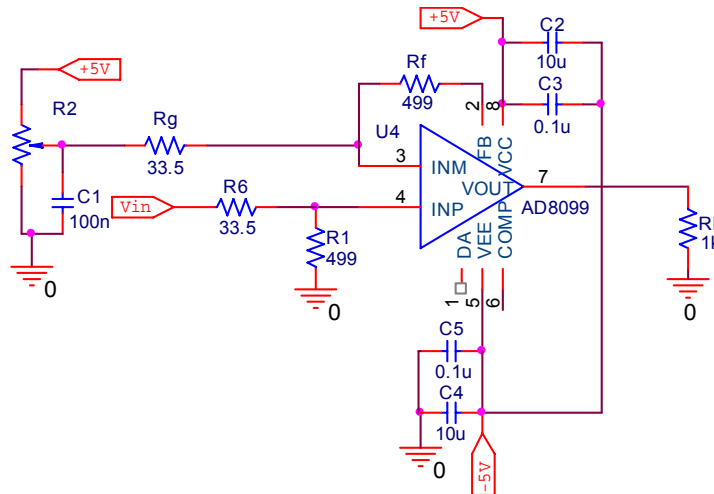 +5V
C2
10u
C3
0.1u
+5V
R2
Rf
499
2
8
U4
FB
VCC
Rg
33.5
3
INM
VOUT
7
4
INP
AD8099
C1
100n
Vin
R6
33.5
R1
499
0
DA
VEE
COMP
1
5
6
1k
0
0
C5
0.1u
C4
10u
0
-5V